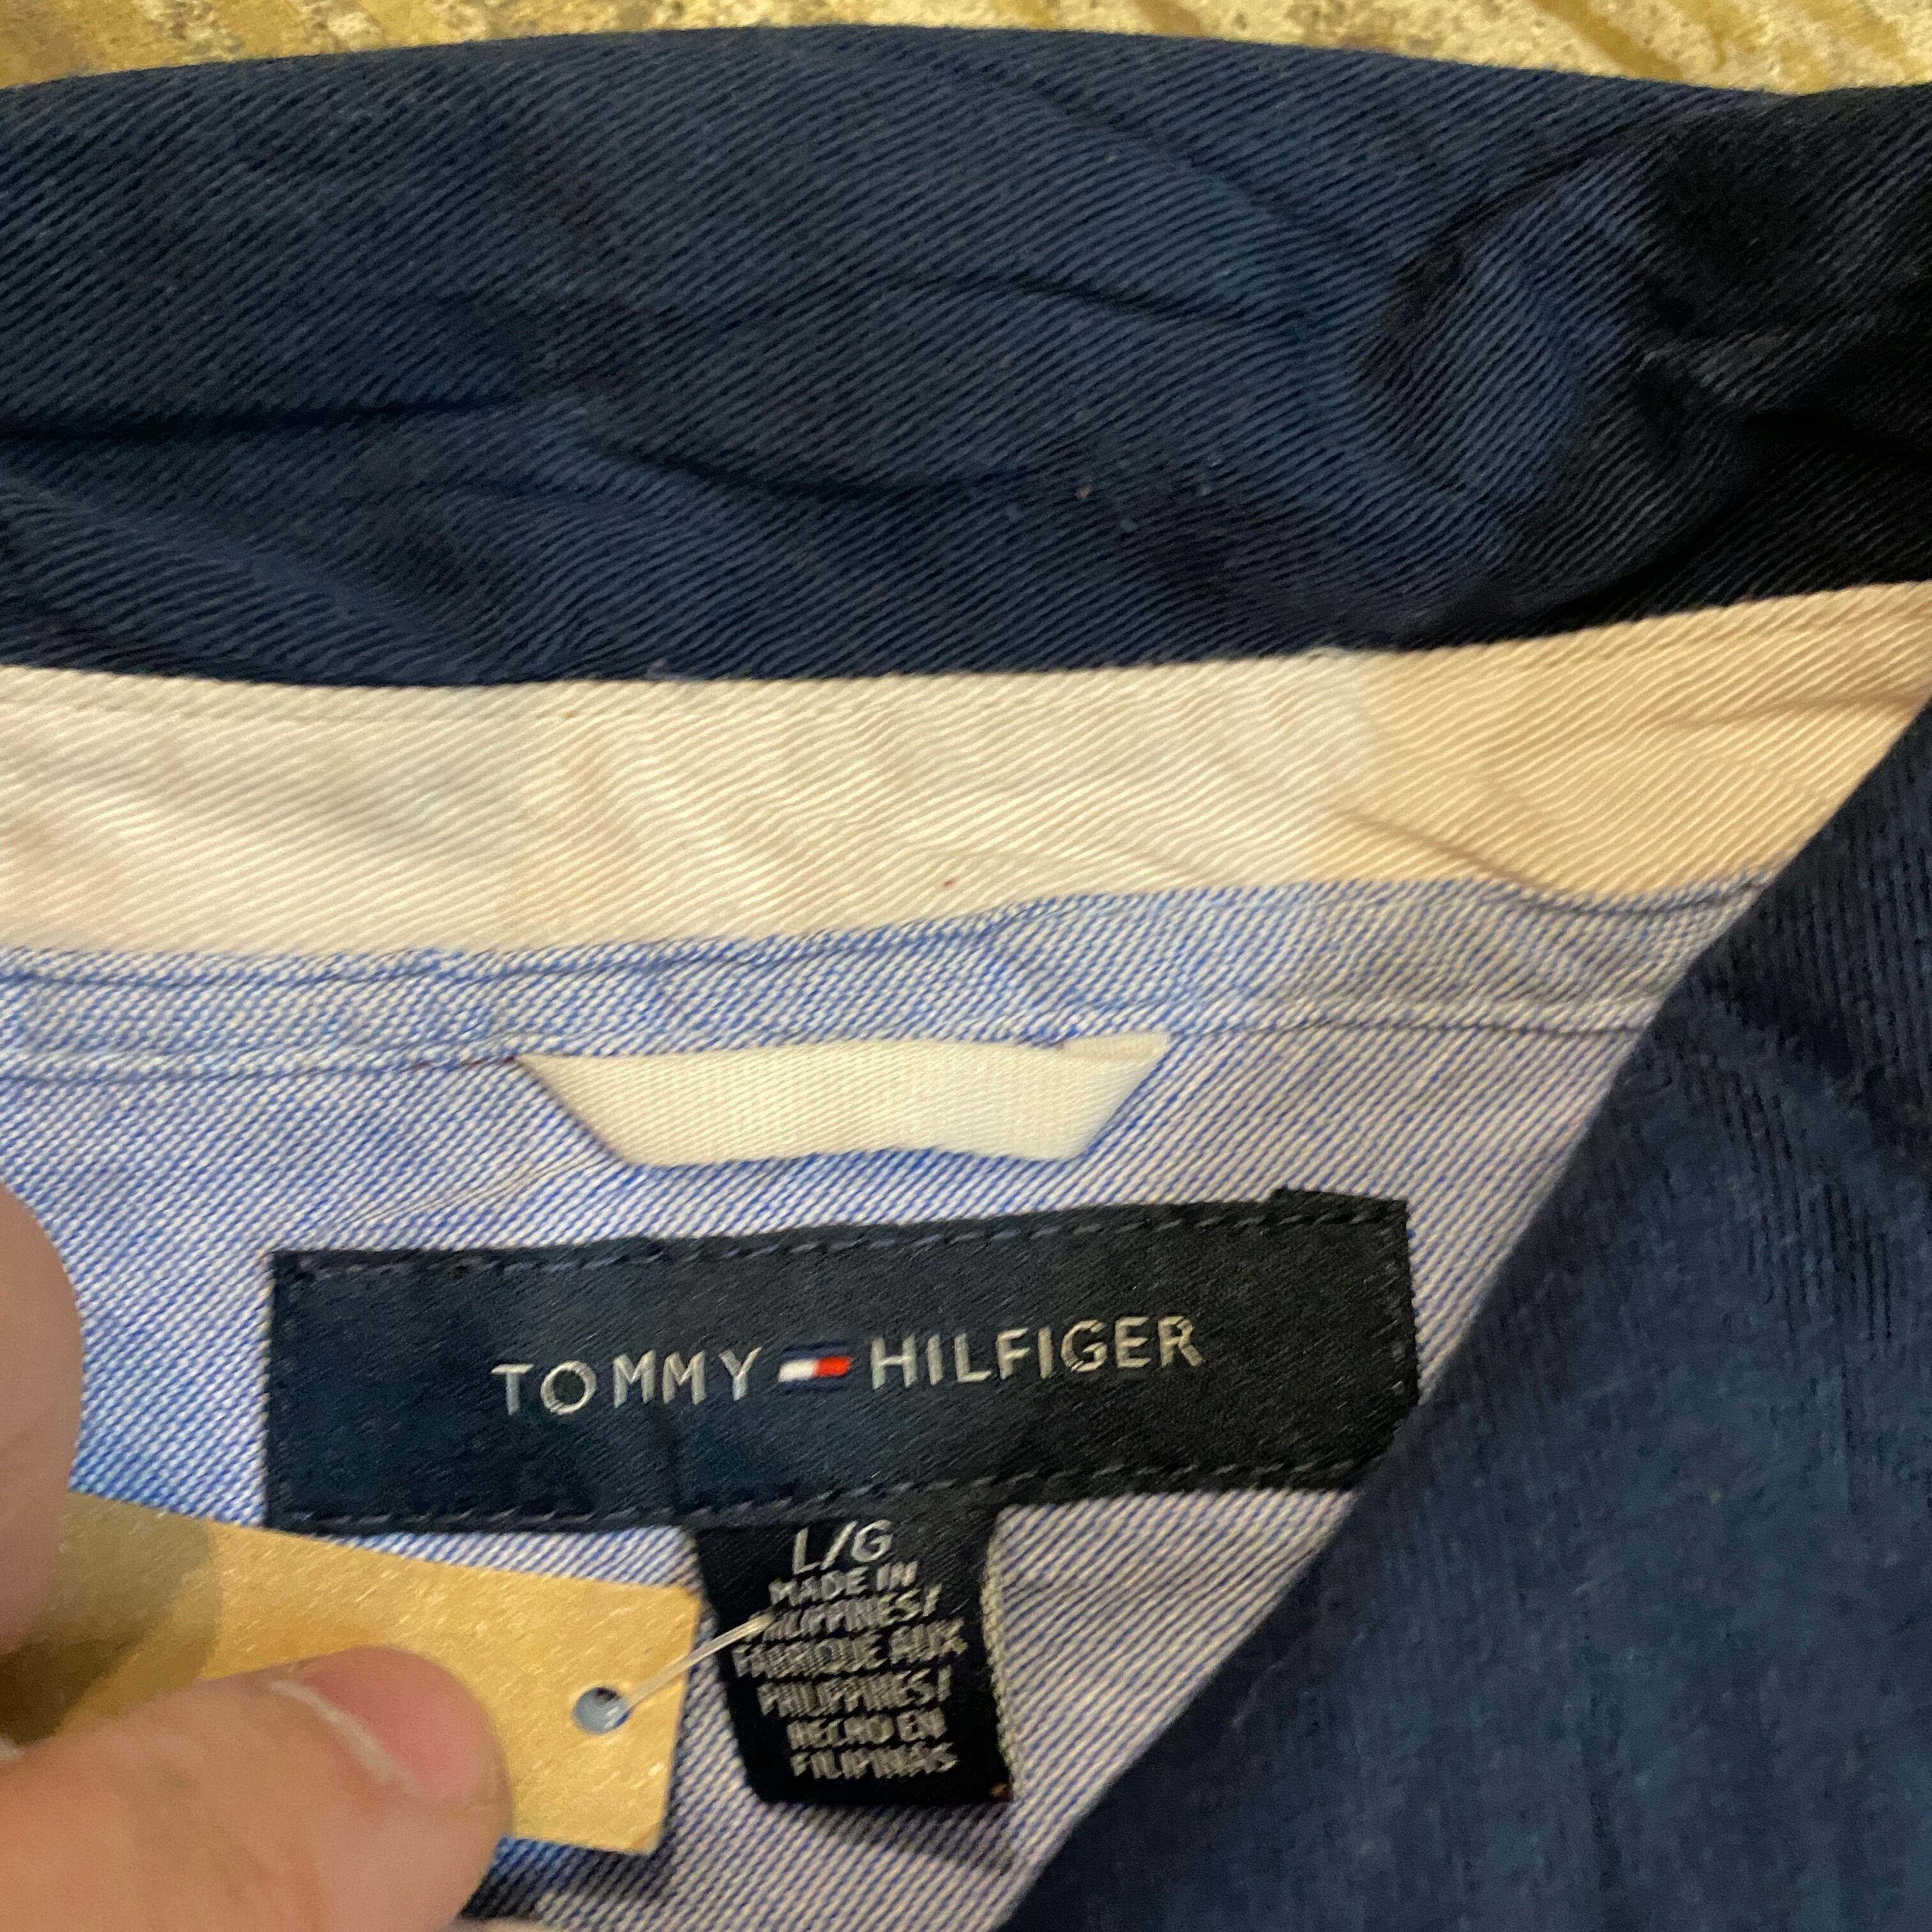 TOMMY HILFIGER
L/G
MADE IN
PHILIPPINES/
FABRIQUE AUX
PHILIPPINES/
HECHO EN
FILIPINAS